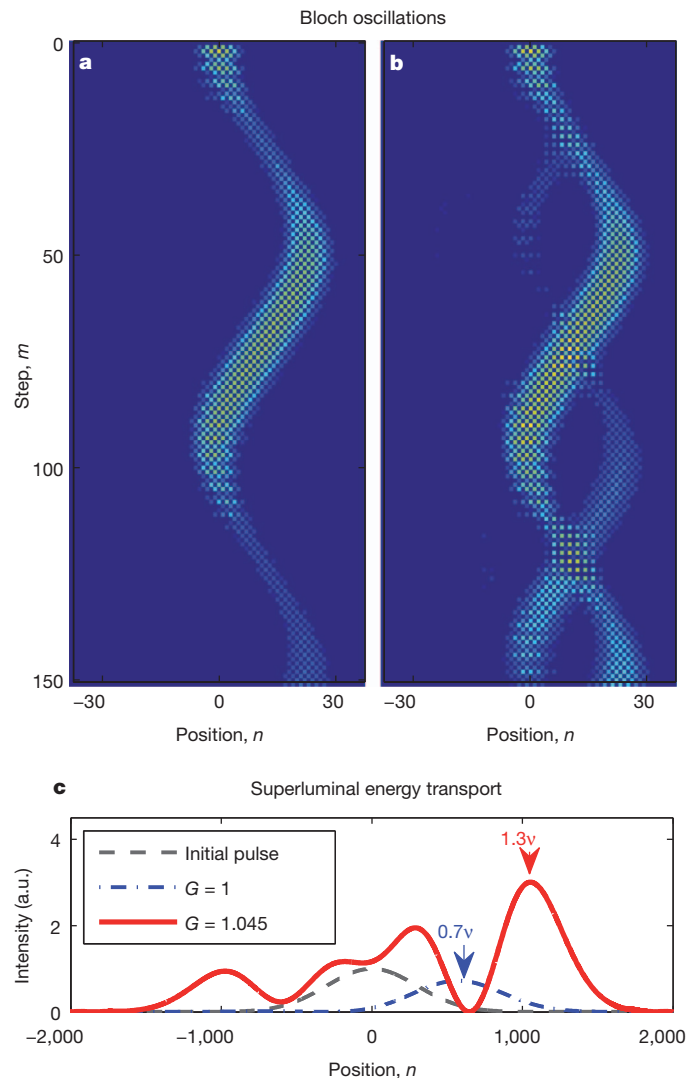 Bloch oscillations
a
b
0
50
100
150
Step, m
−30
0
30
−30
0
30
Position, n
Position, n
c
Superluminal energy transport
Initial pulse
G = 1
G = 1.045
1.3ν
0.7ν
4
2
0
Intensity (a.u.)
−2,000
−1,000
0
1,000
2,000
Position, n